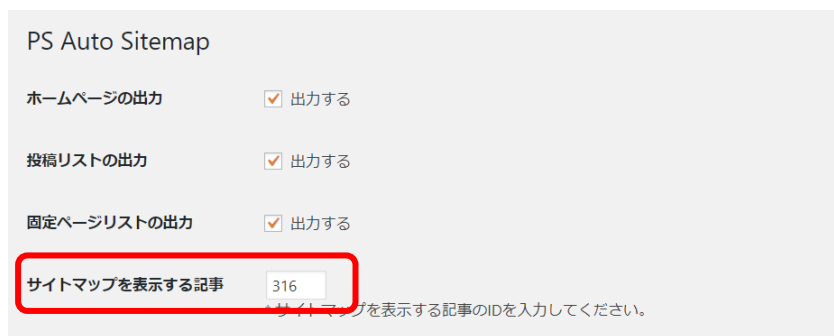 PS Auto Sitemap
ホームページの出力 出力する
投稿リストの出力 出力する
固定ページリストの出力 出力する
サイトマップを表示する記事 316
* サイトマップを表示する記事のIDを入力してください。